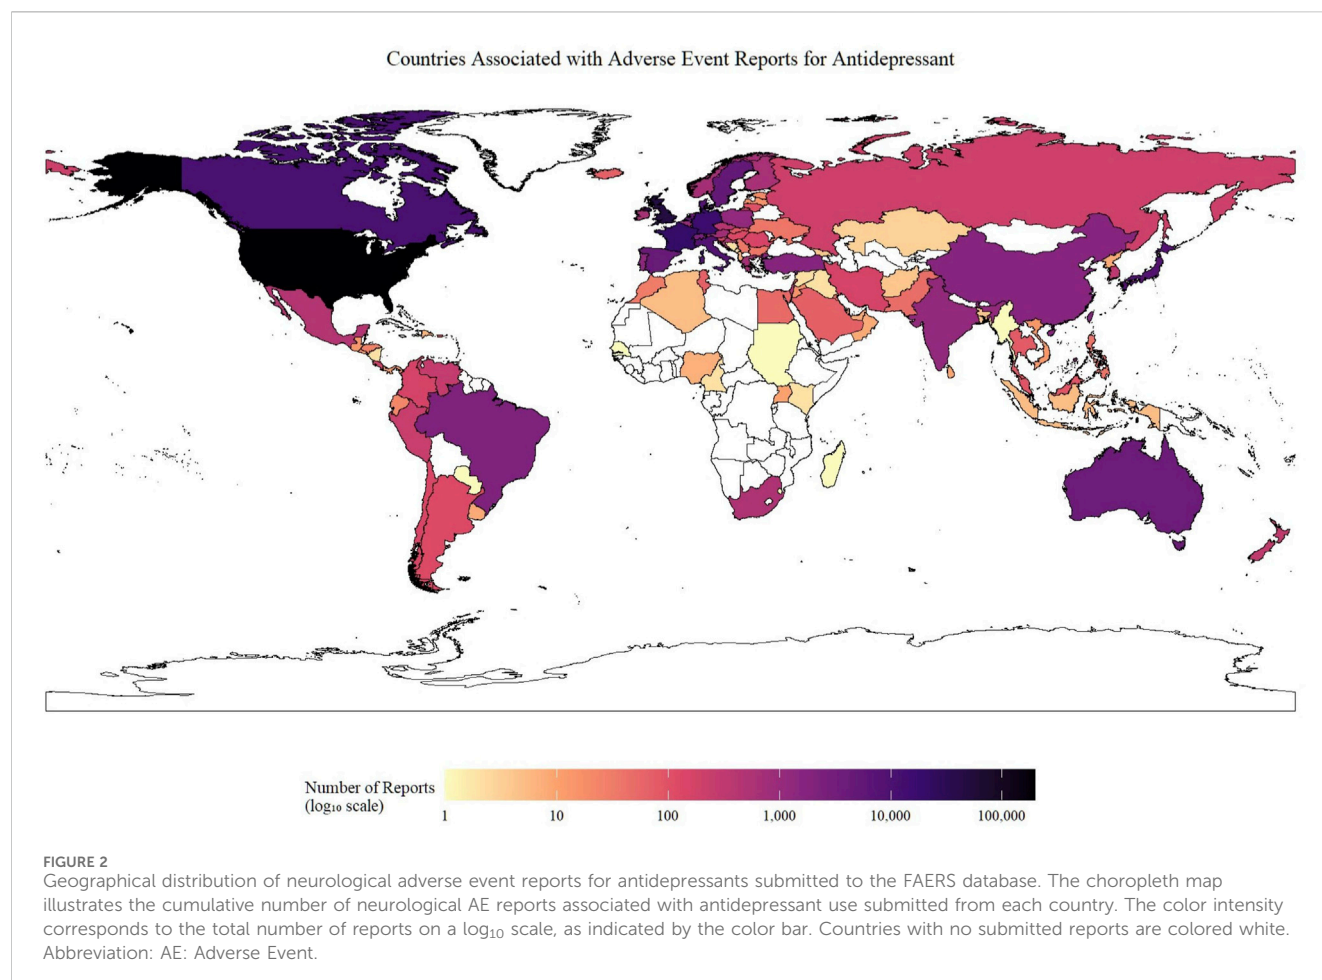 Countries Associated with Adverse Event Reports for Antidepressant
Number of Reports
(log₁₀ scale)
1 10 100 1,000 10,000 100,000
FIGURE 2
Geographical distribution of neurological adverse event reports for antidepressants submitted to the FAERS database. The choropleth map
illustrates the cumulative number of neurological AE reports associated with antidepressant use submitted from each country. The color intensity
corresponds to the total number of reports on a log₁₀ scale, as indicated by the color bar. Countries with no submitted reports are colored white.
Abbreviation: AE: Adverse Event.